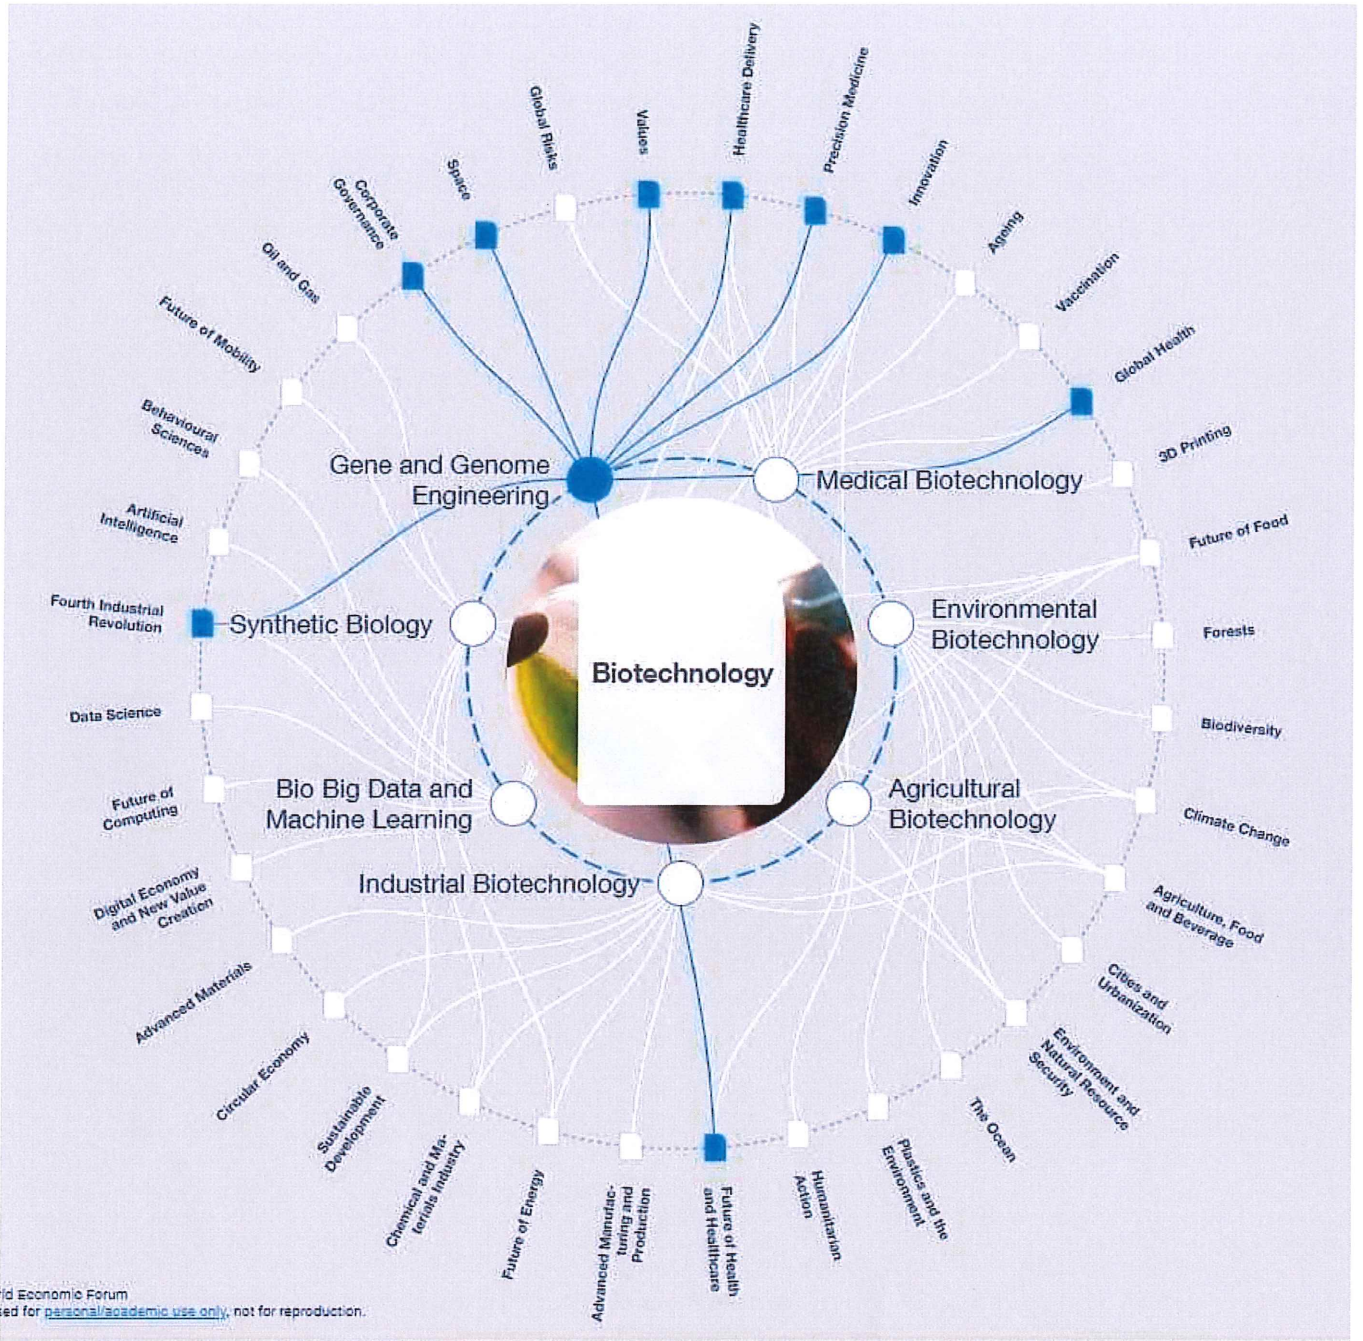 Global Risks
Values
Healthcare Delivery
Precision Medicine
Innovation
Ageing
Vaccination
Global Health
3D Printing
Future of Food
Forests
Biodiversity
Climate Change
Agriculture, Food
and Beverage
Cities and
Urbanization
Environment and
Natural Resource
Security
The Ocean
Plastics and the
Environment
Humanitarian
Action
Future of Health
and Healthcare
Advanced Manufac-
turing and
Production
Future of Energy
Chemical and Ma-
terials Industry
Sustainable
Development
Circular Economy
Advanced Materials
Digital Economy
and New Value
Creation
Future of
Computing
Data Science
Fourth Industrial
Revolution
Artificial
Intelligence
Behavioural
Sciences
Future of Mobility
Oil and Gas
Corporate
Governance
Space
Gene and Genome
Engineering
Medical Biotechnology
Synthetic Biology
Environmental
Biotechnology
Biotechnology
Bio Big Data and
Machine Learning
Agricultural
Biotechnology
Industrial Biotechnology
Economic Forum
for personal/academic use only, not for reproduction.